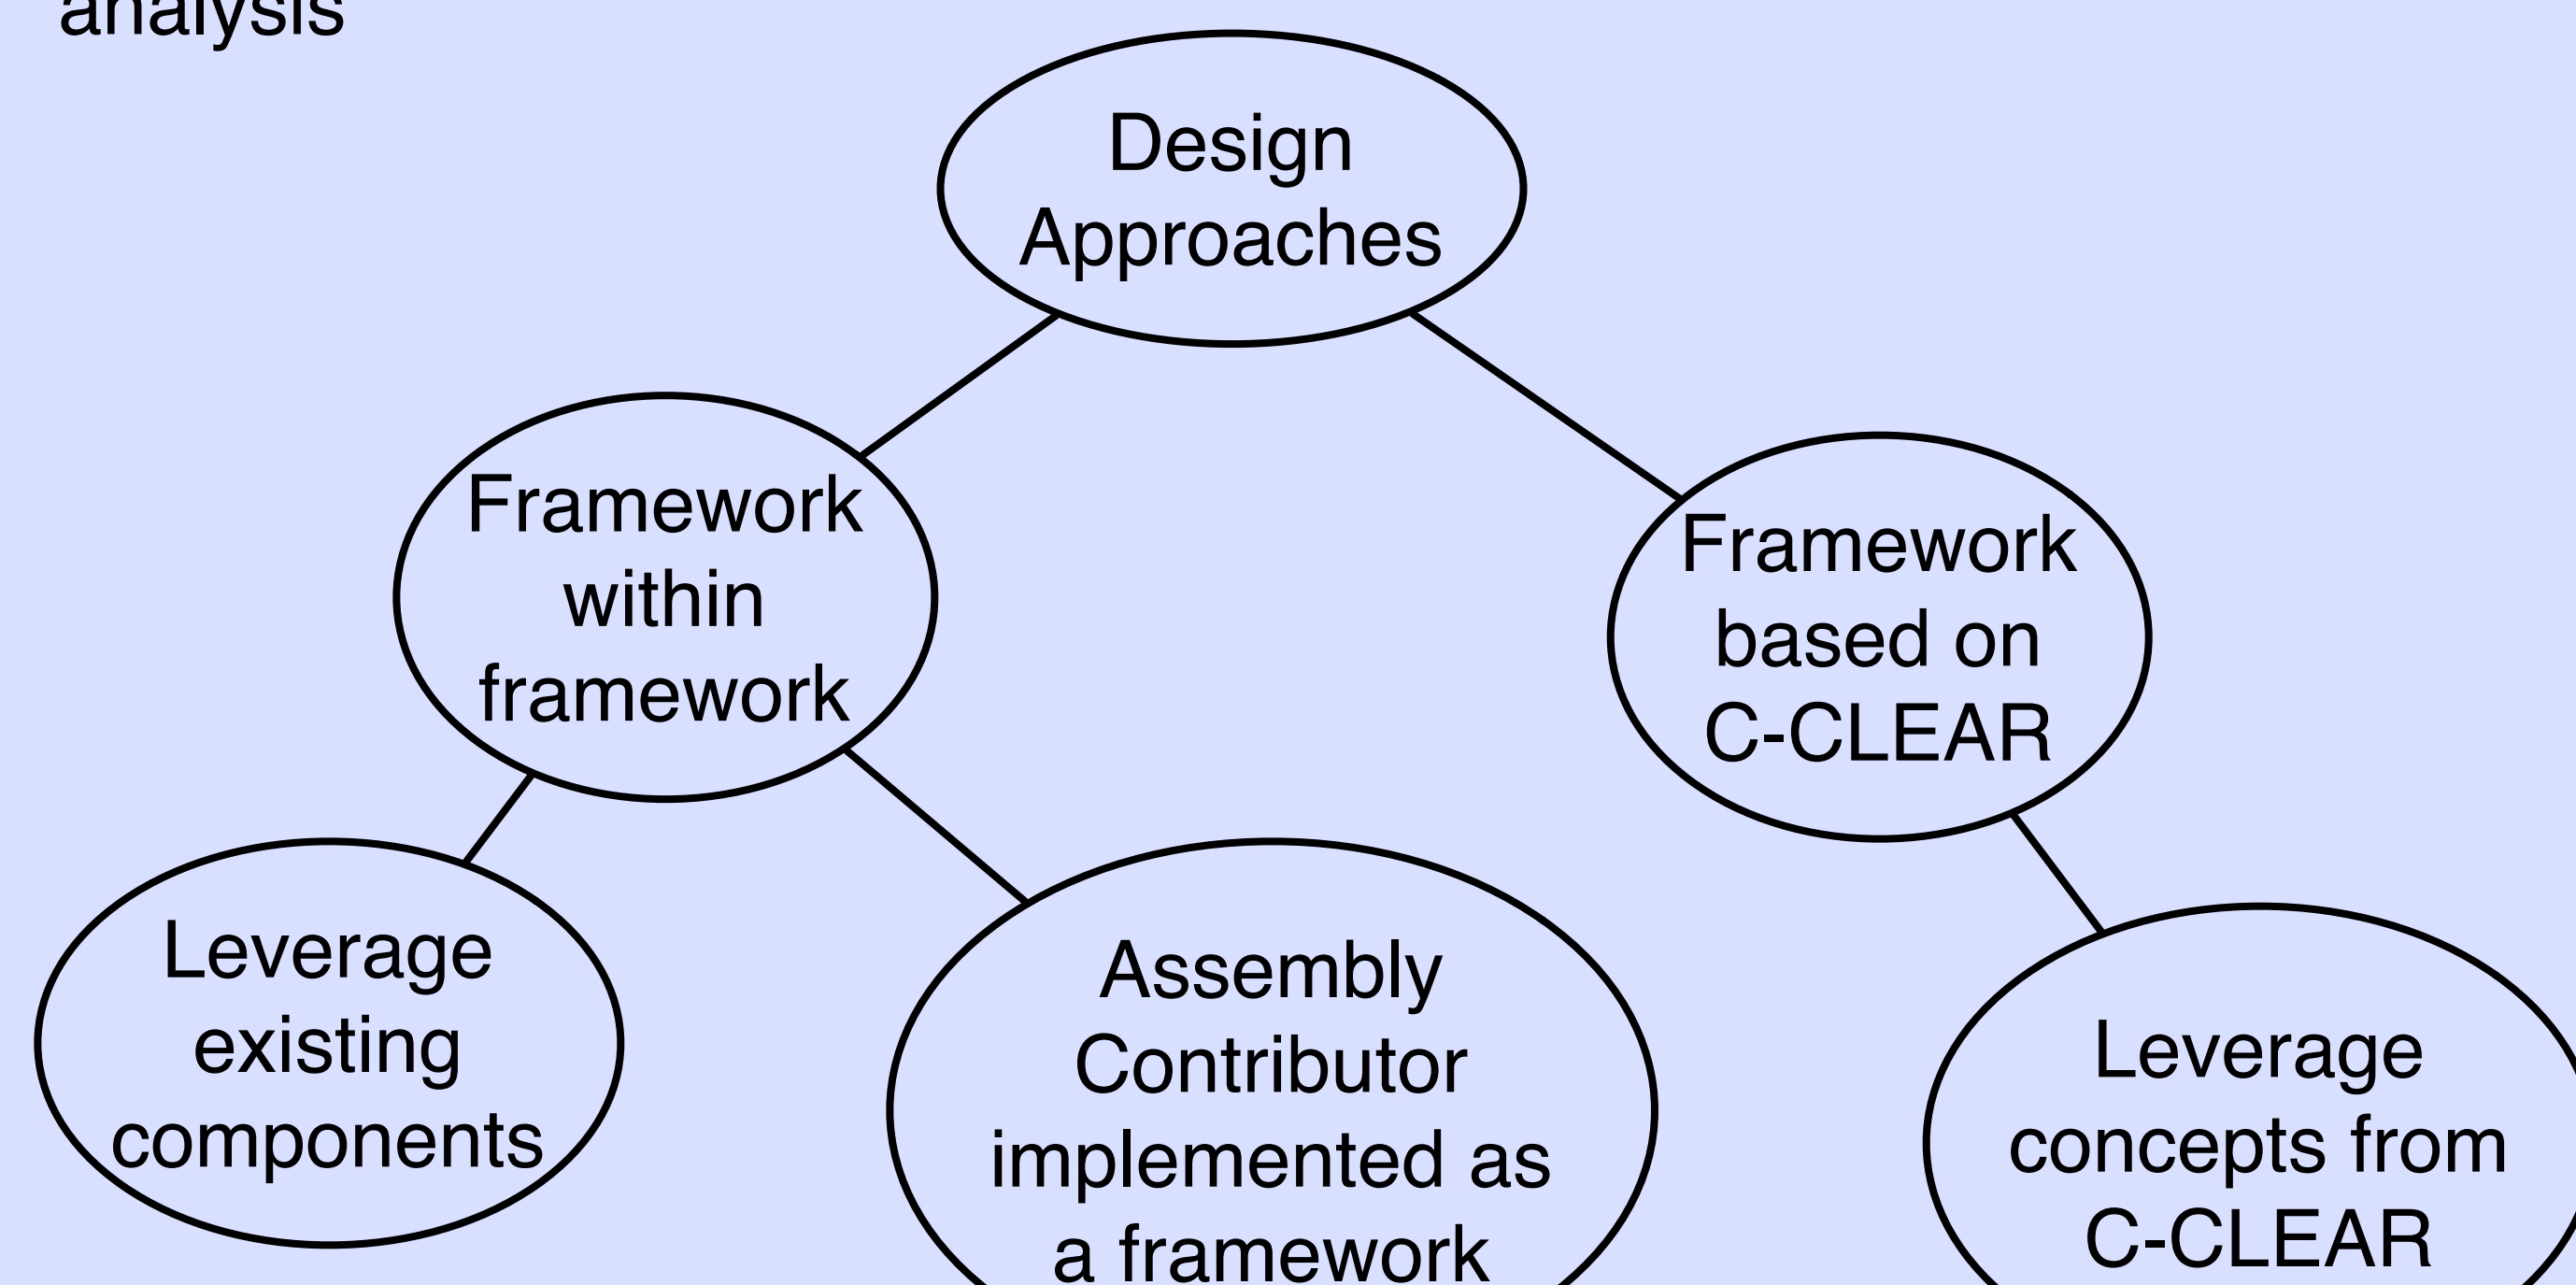 analysis
Design
Approaches
Framework
within
framework
Framework
based on
C-CLEAR
Leverage
existing
components
Assembly
Contributor
implemented as
a framework
Leverage
concepts from
C-CLEAR